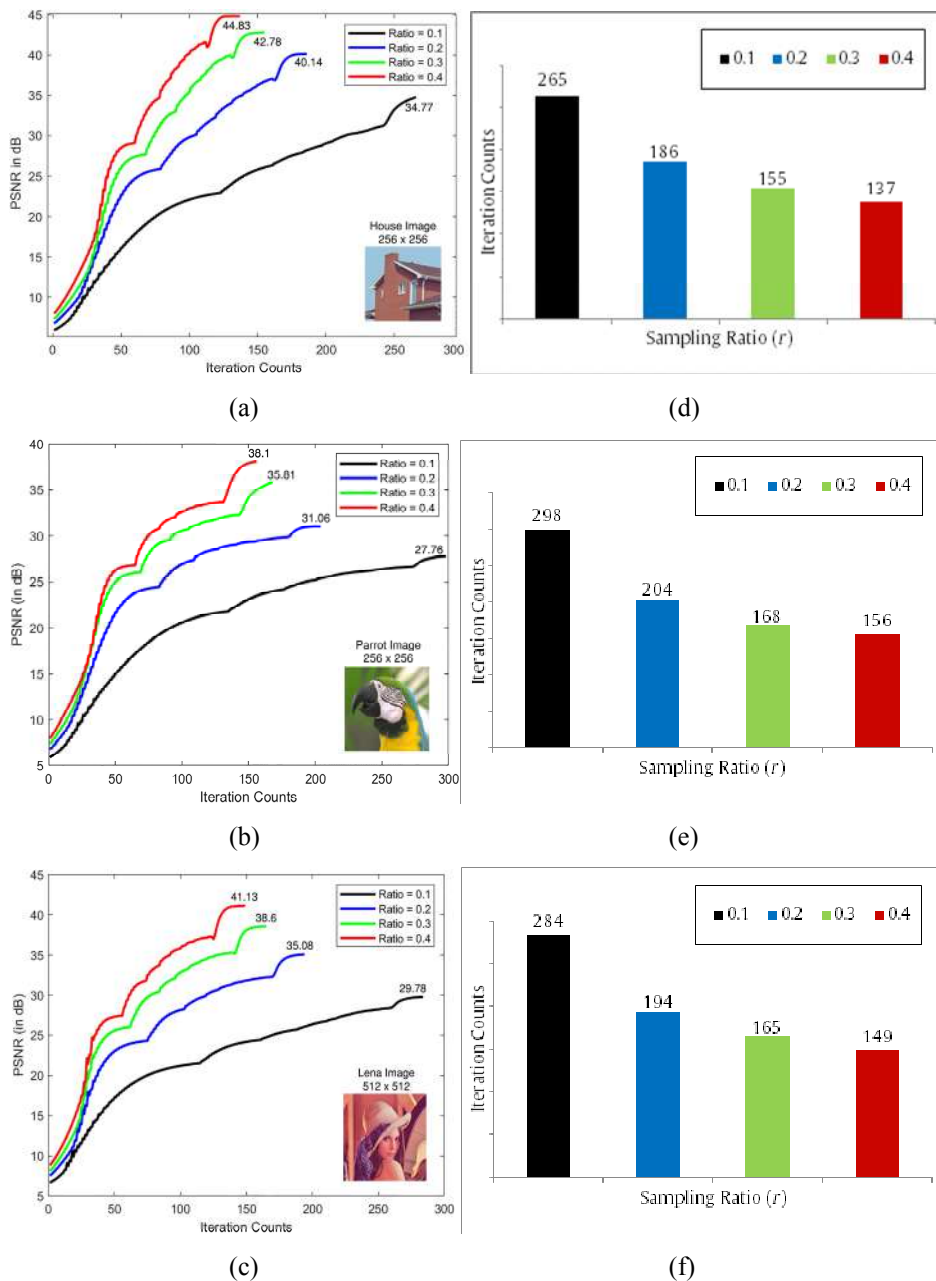 45
40
35
30
25
20
15
10
PSNR in dB
0 50 100 150 200 250 300
Iteration Counts
44.83
42.78
40.14
34.77
Ratio = 0.1
Ratio = 0.2
Ratio = 0.3
Ratio = 0.4
House Image
256 x 256
(a)
0.1 0.2 0.3 0.4
265
186
155
137
Iteration Counts
Sampling Ratio (r)
(d)
40
35
30
25
20
15
10
5
PSNR (in dB)
0 50 100 150 200 250 300
Iteration Counts
38.1
35.81
31.06
27.76
Ratio = 0.1
Ratio = 0.2
Ratio = 0.3
Ratio = 0.4
Parrot Image
256 x 256
(b)
0.1 0.2 0.3 0.4
298
204
168
156
Iteration Counts
Sampling Ratio (r)
(e)
45
40
35
30
25
20
15
10
5
PSNR (in dB)
0 50 100 150 200 250 300
Iteration Counts
41.13
38.6
35.08
29.78
Ratio = 0.1
Ratio = 0.2
Ratio = 0.3
Ratio = 0.4
Lena Image
512 x 512
(c)
0.1 0.2 0.3 0.4
284
194
165
149
Iteration Counts
Sampling Ratio (r)
(f)